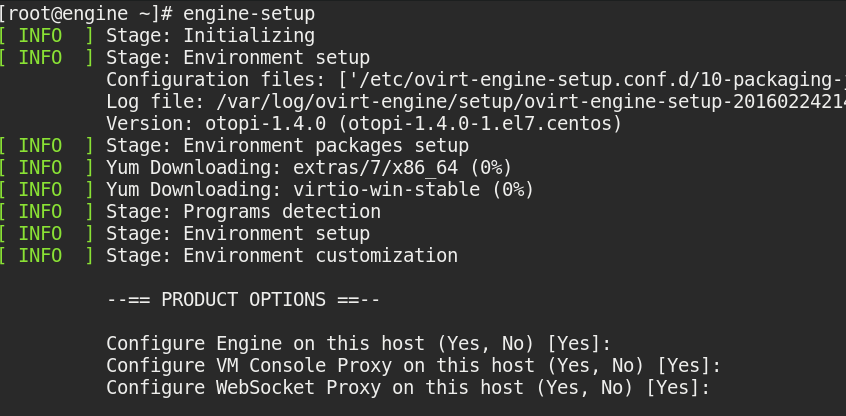 [root@engine ~]# engine-setup
[ INFO  ] Stage: Initializing
[ INFO  ] Stage: Environment setup
          Configuration files: ['/etc/ovirt-engine-setup.conf.d/10-packaging-j
          Log file: /var/log/ovirt-engine/setup/ovirt-engine-setup-20160224214
          Version: otopi-1.4.0 (otopi-1.4.0-1.el7.centos)
[ INFO  ] Stage: Environment packages setup
[ INFO  ] Yum Downloading: extras/7/x86_64 (0%)
[ INFO  ] Yum Downloading: virtio-win-stable (0%)
[ INFO  ] Stage: Programs detection
[ INFO  ] Stage: Environment setup
[ INFO  ] Stage: Environment customization
          --== PRODUCT OPTIONS ==--
          Configure Engine on this host (Yes, No) [Yes]:
          Configure VM Console Proxy on this host (Yes, No) [Yes]:
          Configure WebSocket Proxy on this host (Yes, No) [Yes]: